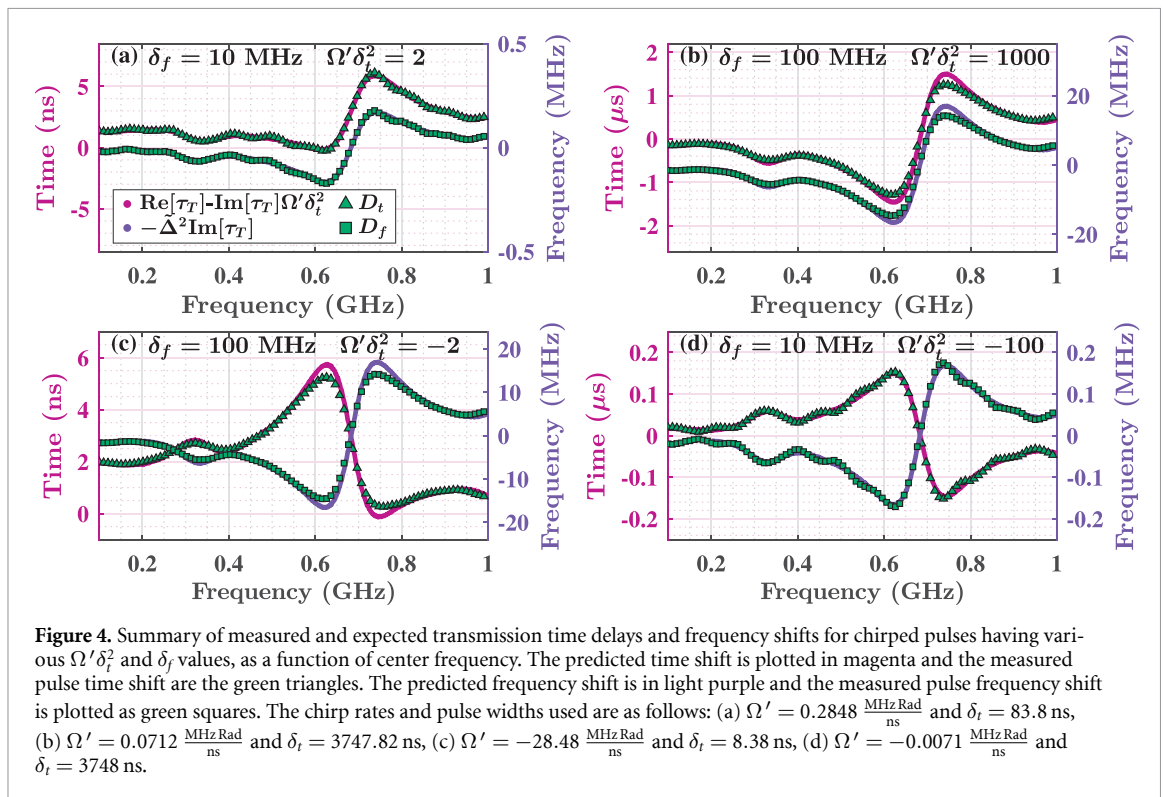 (a) δ_f = 10 MHz Ω′δ_t^2 = 2
Time (ns)
5
0
-5
0.5
0
-0.5
Frequency (MHz)
Re[τ_T]-Im[τ_T]Ω′δ_t^2 D_t
-Δ̃^2Im[τ_T] D_f
0.2 0.4 0.6 0.8 1
Frequency (GHz)
(b) δ_f = 100 MHz Ω′δ_t^2 = 1000
Time (μs)
2
1
0
-1
-2
20
0
-20
Frequency (MHz)
0.2 0.4 0.6 0.8 1
Frequency (GHz)
(c) δ_f = 100 MHz Ω′δ_t^2 = -2
Time (ns)
6
4
2
0
20
10
0
-10
-20
Frequency (MHz)
0.2 0.4 0.6 0.8 1
Frequency (GHz)
(d) δ_f = 10 MHz Ω′δ_t^2 = -100
Time (μs)
0.2
0.1
0
-0.1
-0.2
0.2
0.1
0
-0.1
-0.2
Frequency (MHz)
0.2 0.4 0.6 0.8 1
Frequency (GHz)
Figure 4. Summary of measured and expected transmission time delays and frequency shifts for chirped pulses having vari-
ous Ω′δ_t^2 and δ_f values, as a function of center frequency. The predicted time shift is plotted in magenta and the measured
pulse time shift are the green triangles. The predicted frequency shift is in light purple and the measured pulse frequency shift
is plotted as green squares. The chirp rates and pulse widths used are as follows: (a) Ω′ = 0.2848 MHz Rad/ns and δ_t = 83.8 ns,
(b) Ω′ = 0.0712 MHz Rad/ns and δ_t = 3747.82 ns, (c) Ω′ = -28.48 MHz Rad/ns and δ_t = 8.38 ns, (d) Ω′ = -0.0071 MHz Rad/ns and
δ_t = 3748 ns.